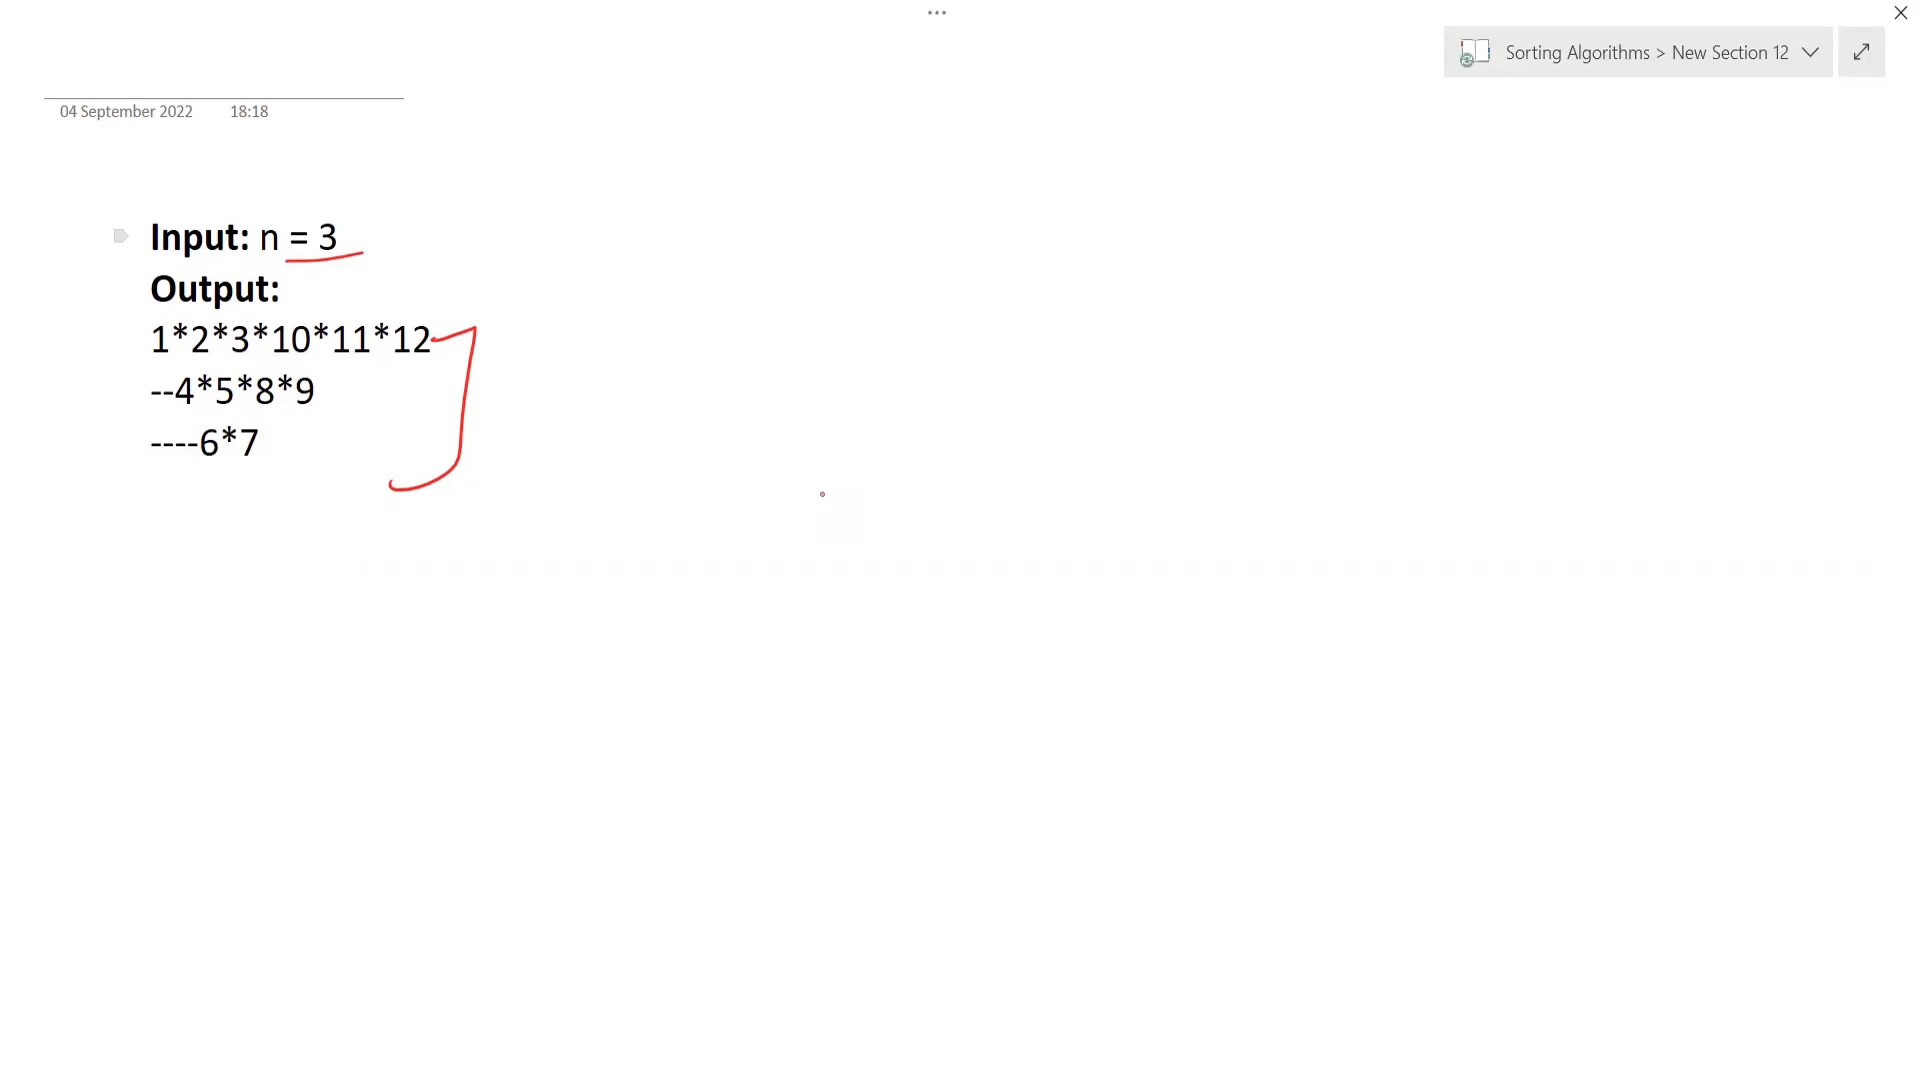 Sorting Algorithms > New Section 12
04 September 2022 18:18
Input: n = 3
Output:
1*2*3*10*11*12
--4*5*8*9
----6*7